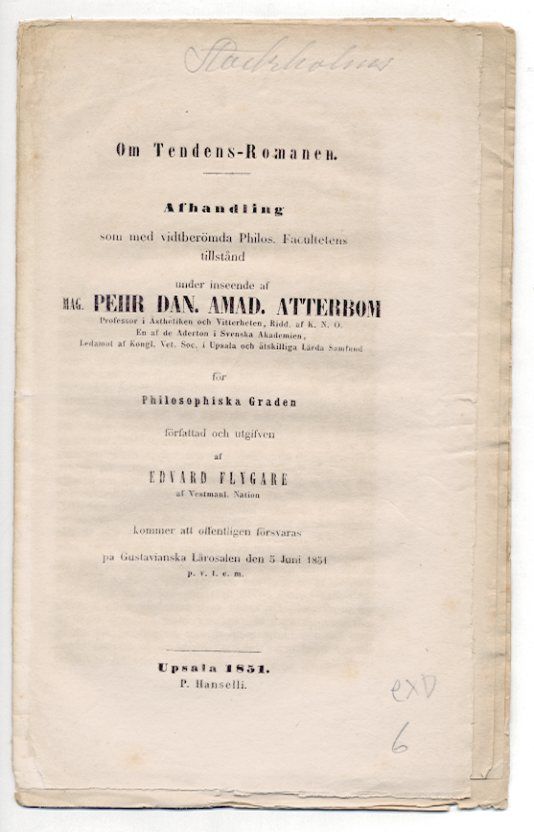 Stockholms
Om Tendens-Romanen.
Afhandling
som med vidtberömda Philos. Facultetens
tillstånd
under inseende af
MAG. PEHR DAN. AMAD. ATTERBOM
Professor i Ästhetiken och Vitterheten, Ridd. af K. N. O.
En af de Aderton i Svenska Akademien,
Ledamot af Kongl. Vet. Soc. i Upsala och åtskilliga Lärda Samfund
för
Philosophiska Graden
författad och utgifven
af
EDVARD FLYGARE
af Vestmanl. Nation
kommer att offentligen försvaras
på Gustavianska Lärosalen den 5 Juni 1851
p. v. t. e. m.
Upsala 1851.
P. Hanselli.
exD
6